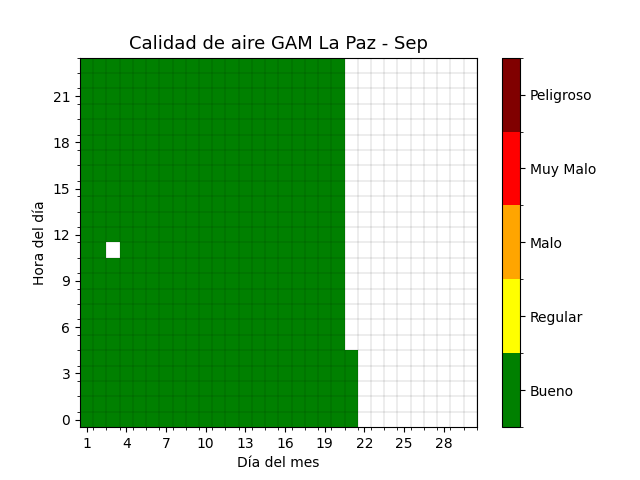 Calidad de aire GAM La Paz - Sep
Hora del día
21
18
15
12
9
6
3
0
1 4 7 10 13 16 19 22 25 28
Día del mes
Peligroso
Muy Malo
Malo
Regular
Bueno